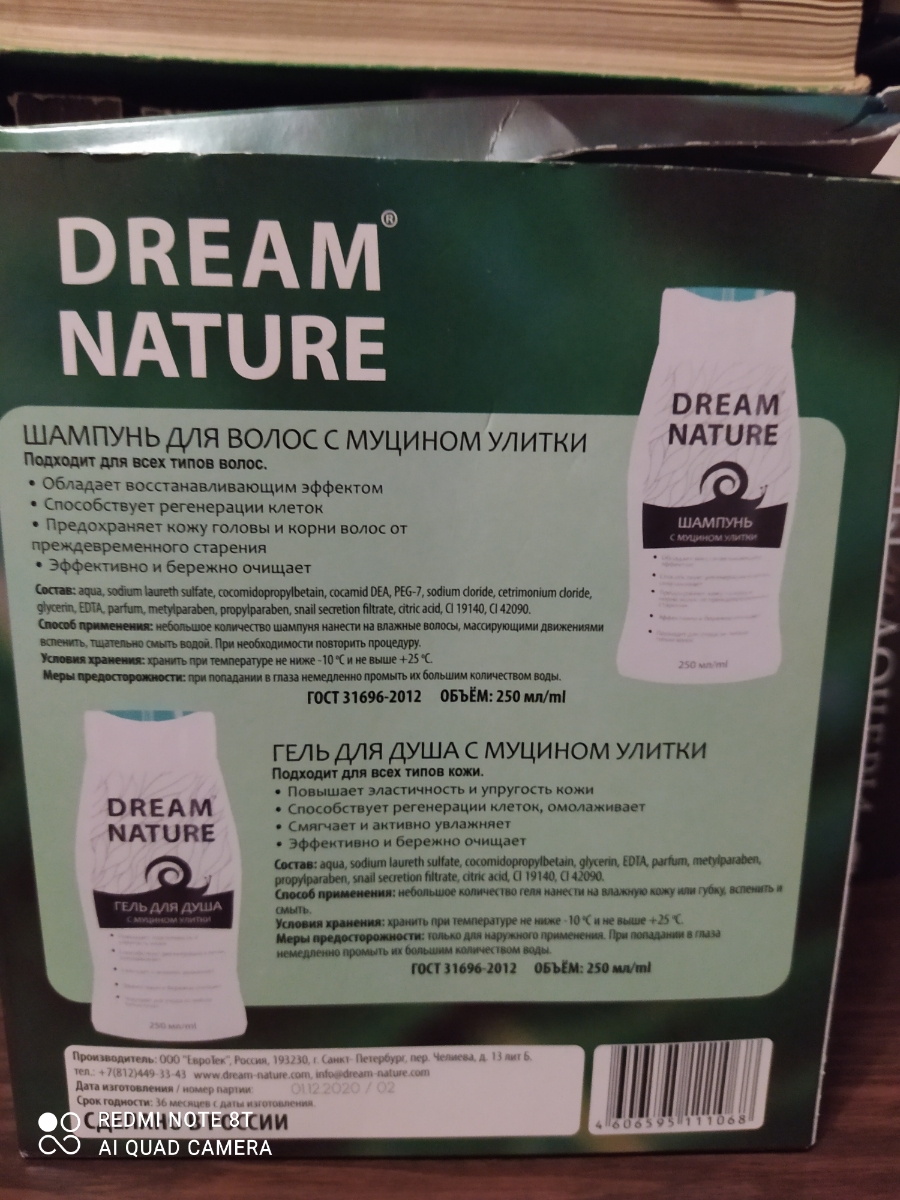 DREAM®
NATURE
DREAM
NATURE
ШАМПУНЬ
С МУЦИНОМ УЛИТКИ
250 мл/ml
ШАМПУНЬ ДЛЯ ВОЛОС С МУЦИНОМ УЛИТКИ
Подходит для всех типов волос.
• Обладает восстанавливающим эффектом
• Способствует регенерации клеток
• Предохраняет кожу головы и корни волос от
преждевременного старения
• Эффективно и бережно очищает
Состав: aqua, sodium laureth sulfate, cocomidopropylbetain, cocamid DEA, PEG-7, sodium cloride, cetrimonium cloride,
glycerin, EDTA, parfum, metylparaben, propylparaben, snail secretion filtrate, citric acid, CI 19140, CI 42090.
Способ применения: небольшое количество шампуня нанести на влажные волосы, массирующими движениями
вспенить, тщательно смыть водой. При необходимости повторить процедуру.
Условия хранения: хранить при температуре не ниже -10 °C и не выше +25 °C.
Меры предосторожности: при попадании в глаза немедленно промыть их большим количеством воды.
ГОСТ 31696-2012 ОБЪЁМ: 250 мл/ml
DREAM
NATURE
ГЕЛЬ ДЛЯ ДУША
С МУЦИНОМ УЛИТКИ
250 мл/ml
ГЕЛЬ ДЛЯ ДУША С МУЦИНОМ УЛИТКИ
Подходит для всех типов кожи.
• Повышает эластичность и упругость кожи
• Способствует регенерации клеток, омолаживает
• Смягчает и активно увлажняет
• Эффективно и бережно очищает
Состав: aqua, sodium laureth sulfate, cocomidopropylbetain, glycerin, EDTA, parfum, metylparaben,
propylparaben, snail secretion filtrate, citric acid, CI 19140, CI 42090.
Способ применения: небольшое количество геля нанести на влажную кожу или губку, вспенить и
смыть.
Условия хранения: хранить при температуре не ниже -10 °C и не выше +25 °C.
Меры предосторожности: только для наружного применения. При попадании в глаза
немедленно промыть их большим количеством воды.
ГОСТ 31696-2012 ОБЪЁМ: 250 мл/ml
Производитель: ООО "ЕвроТек", Россия, 193230, г. Санкт- Петербург, пер. Челиева, д. 13 лит Б.
тел.: +7(812)449-33-43 www.dream-nature.com, info@dream-nature.com
Дата изготовления / номер партии: 01.12.2020 / 02
Срок годности: 36 месяцев с даты изготовления.
СДЕЛАНО В РОССИИ
4 606595 111068
REDMI NOTE 8T
AI QUAD CAMERA